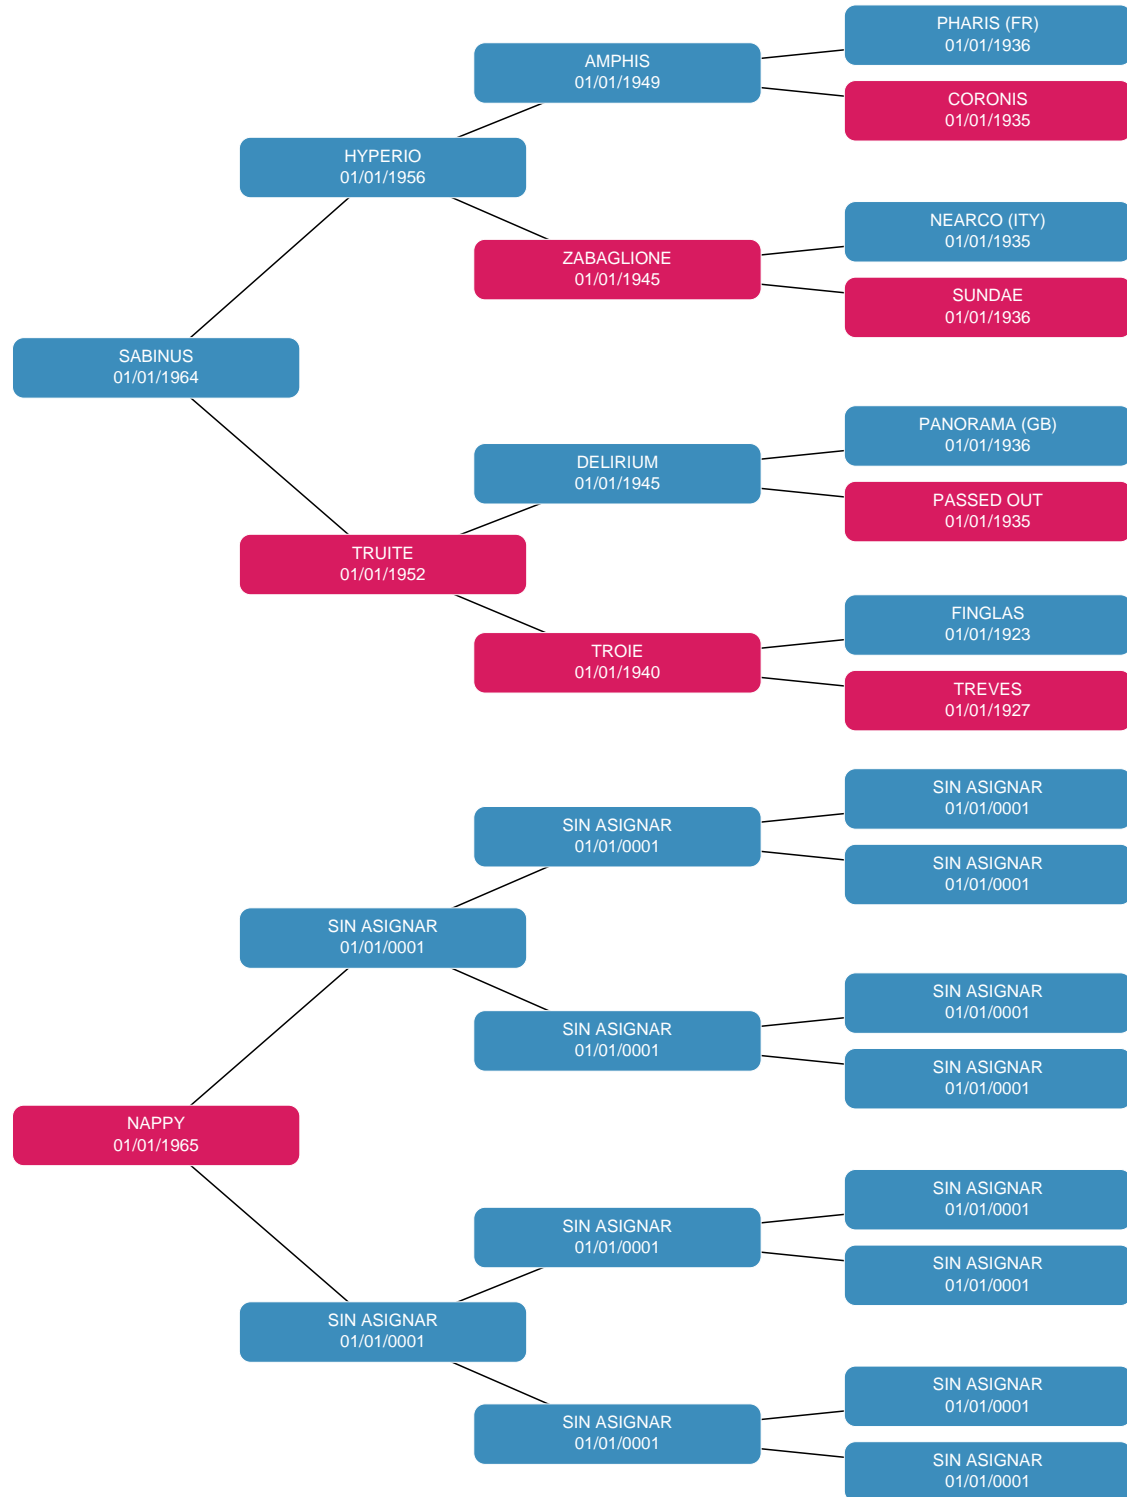 PHARIS (FR)
01/01/1936
AMPHIS
01/01/1949
CORONIS
01/01/1935
HYPERIO
01/01/1956
NEARCO (ITY)
01/01/1935
ZABAGLIONE
01/01/1945
SUNDAE
01/01/1936
SABINUS
01/01/1964
PANORAMA (GB)
01/01/1936
DELIRIUM
01/01/1945
PASSED OUT
01/01/1935
TRUITE
01/01/1952
FINGLAS
01/01/1923
TROIE
01/01/1940
TREVES
01/01/1927
SIN ASIGNAR
01/01/0001
SIN ASIGNAR
01/01/0001
SIN ASIGNAR
01/01/0001
SIN ASIGNAR
01/01/0001
SIN ASIGNAR
01/01/0001
SIN ASIGNAR
01/01/0001
SIN ASIGNAR
01/01/0001
NAPPY
01/01/1965
SIN ASIGNAR
01/01/0001
SIN ASIGNAR
01/01/0001
SIN ASIGNAR
01/01/0001
SIN ASIGNAR
01/01/0001
SIN ASIGNAR
01/01/0001
SIN ASIGNAR
01/01/0001
SIN ASIGNAR
01/01/0001